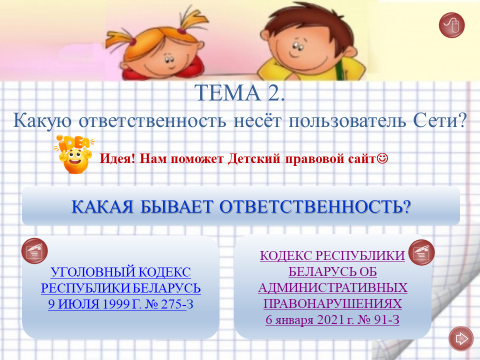 ТЕМА 2.
Какую ответственность несёт пользователь Сети?
Идея! Нам поможет Детский правовой сайт☺
КАКАЯ БЫВАЕТ ОТВЕТСТВЕННОСТЬ?
УГОЛОВНЫЙ КОДЕКС
РЕСПУБЛИКИ БЕЛАРУСЬ
9 ИЮЛЯ 1999 Г. № 275-З
КОДЕКС РЕСПУБЛИКИ
БЕЛАРУСЬ ОБ
АДМИНИСТРАТИВНЫХ
ПРАВОНАРУШЕНИЯХ
6 января 2021 г. № 91-З